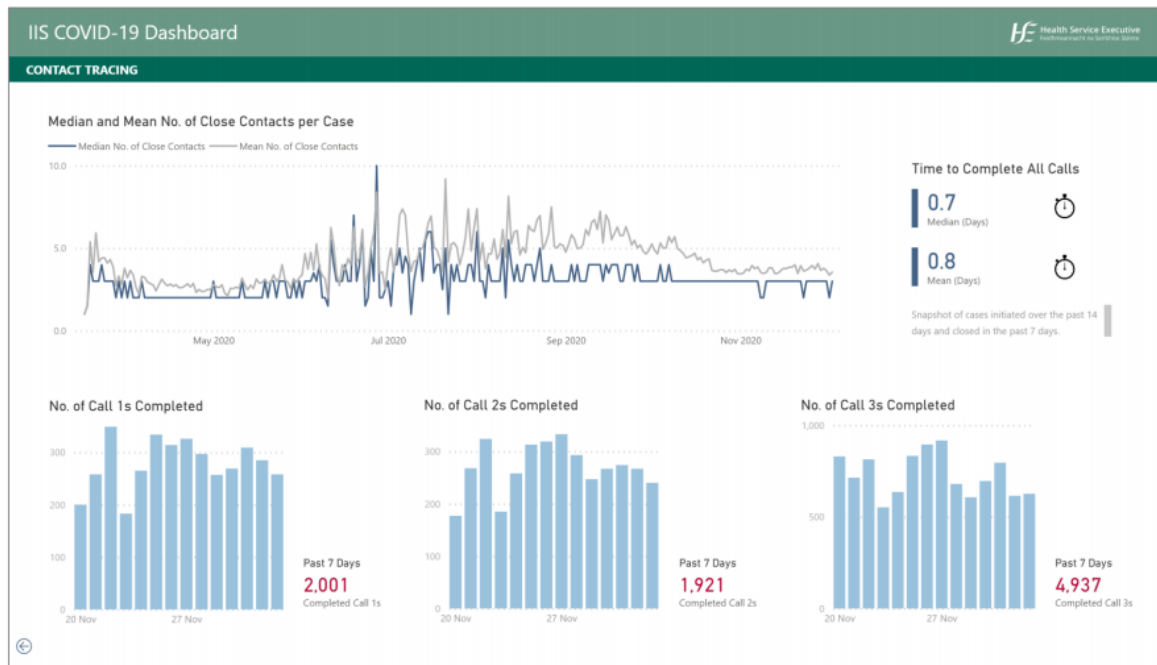 IIS COVID-19 Dashboard
Health Service Executive
CONTACT TRACING
Median and Mean No. of Close Contacts per Case
Median No. of Close Contacts
Mean No. of Close Contacts
10.0
5.0
0.0
May 2020
Jul 2020
Sep 2020
Nov 2020
Time to Complete All Calls
0.7
Median (Days)
0.8
Mean (Days)
Snapshot of cases initiated over the past 14
days and closed in the past 7 days.
No. of Call 1s Completed
300
200
100
0
20 Nov
27 Nov
Past 7 Days
2,001
Completed Call 1s
No. of Call 2s Completed
300
200
100
0
20 Nov
27 Nov
Past 7 Days
1,921
Completed Call 2s
No. of Call 3s Completed
1,000
500
0
20 Nov
27 Nov
Past 7 Days
4,937
Completed Call 3s